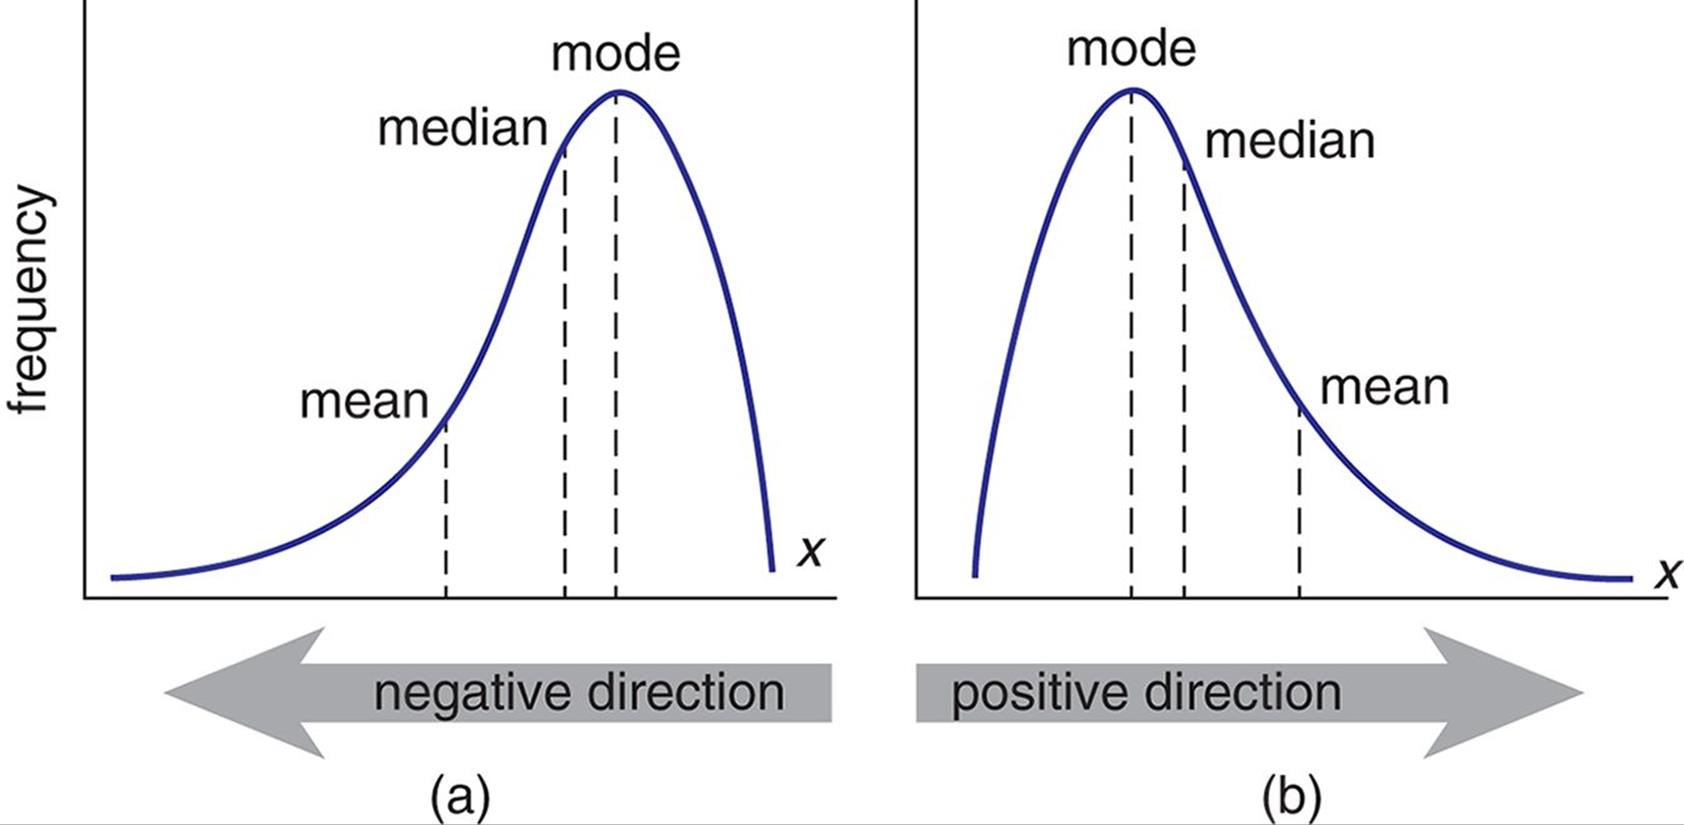 frequency
mode
median
mean
x
negative direction
(a)
mode
median
mean
x
positive direction
(b)